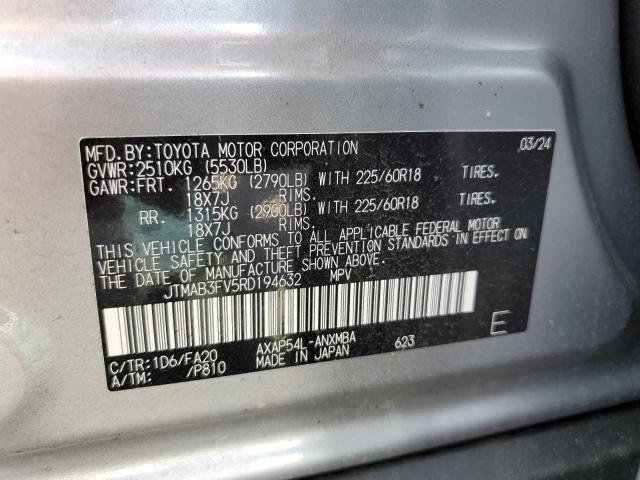 MFD.BY:TOYOTA MOTOR CORPORATION 03/24
GVWR:2510KG (5530LB)
GAWR:FRT. 1265KG (2790LB) WITH 225/60R18 TIRES.
18X7J RIMS.
RR. 1315KG (2900LB) WITH 225/60R18 TIRES.
18X7J RIMS.
THIS VEHICLE CONFORMS TO ALL APPLICABLE FEDERAL MOTOR
VEHICLE SAFETY AND THEFT PREVENTION STANDARDS IN EFFECT ON
THE DATE OF MANUFACTURE SHOWN ABOVE.
JTMAB3FV5RD194632 MPV
E
C/TR:1D6/FA20 AXAP54L-ANXMBA 623
A/TM: /P810 MADE IN JAPAN